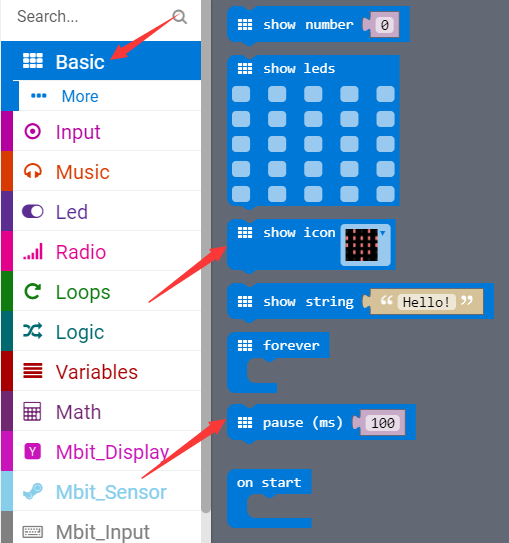 Search...
Basic
More
Input
Music
Led
Radio
Loops
Logic
Variables
Math
Y Mbit_Display
Mbit_Sensor
Mbit_Input
show number 0
show leds
show icon
show string “ Hello! ”
forever
pause (ms) 100
on start